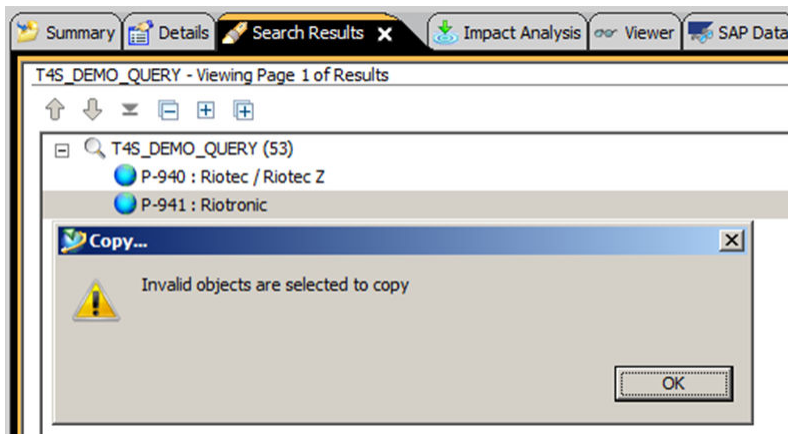 Summary Details Search Results Impact Analysis Viewer SAP Data
T4S_DEMO_QUERY - Viewing Page 1 of Results
T4S_DEMO_QUERY (53)
P-940 : Riotec / Riotec Z
P-941 : Riotronic
Copy...
Invalid objects are selected to copy
OK